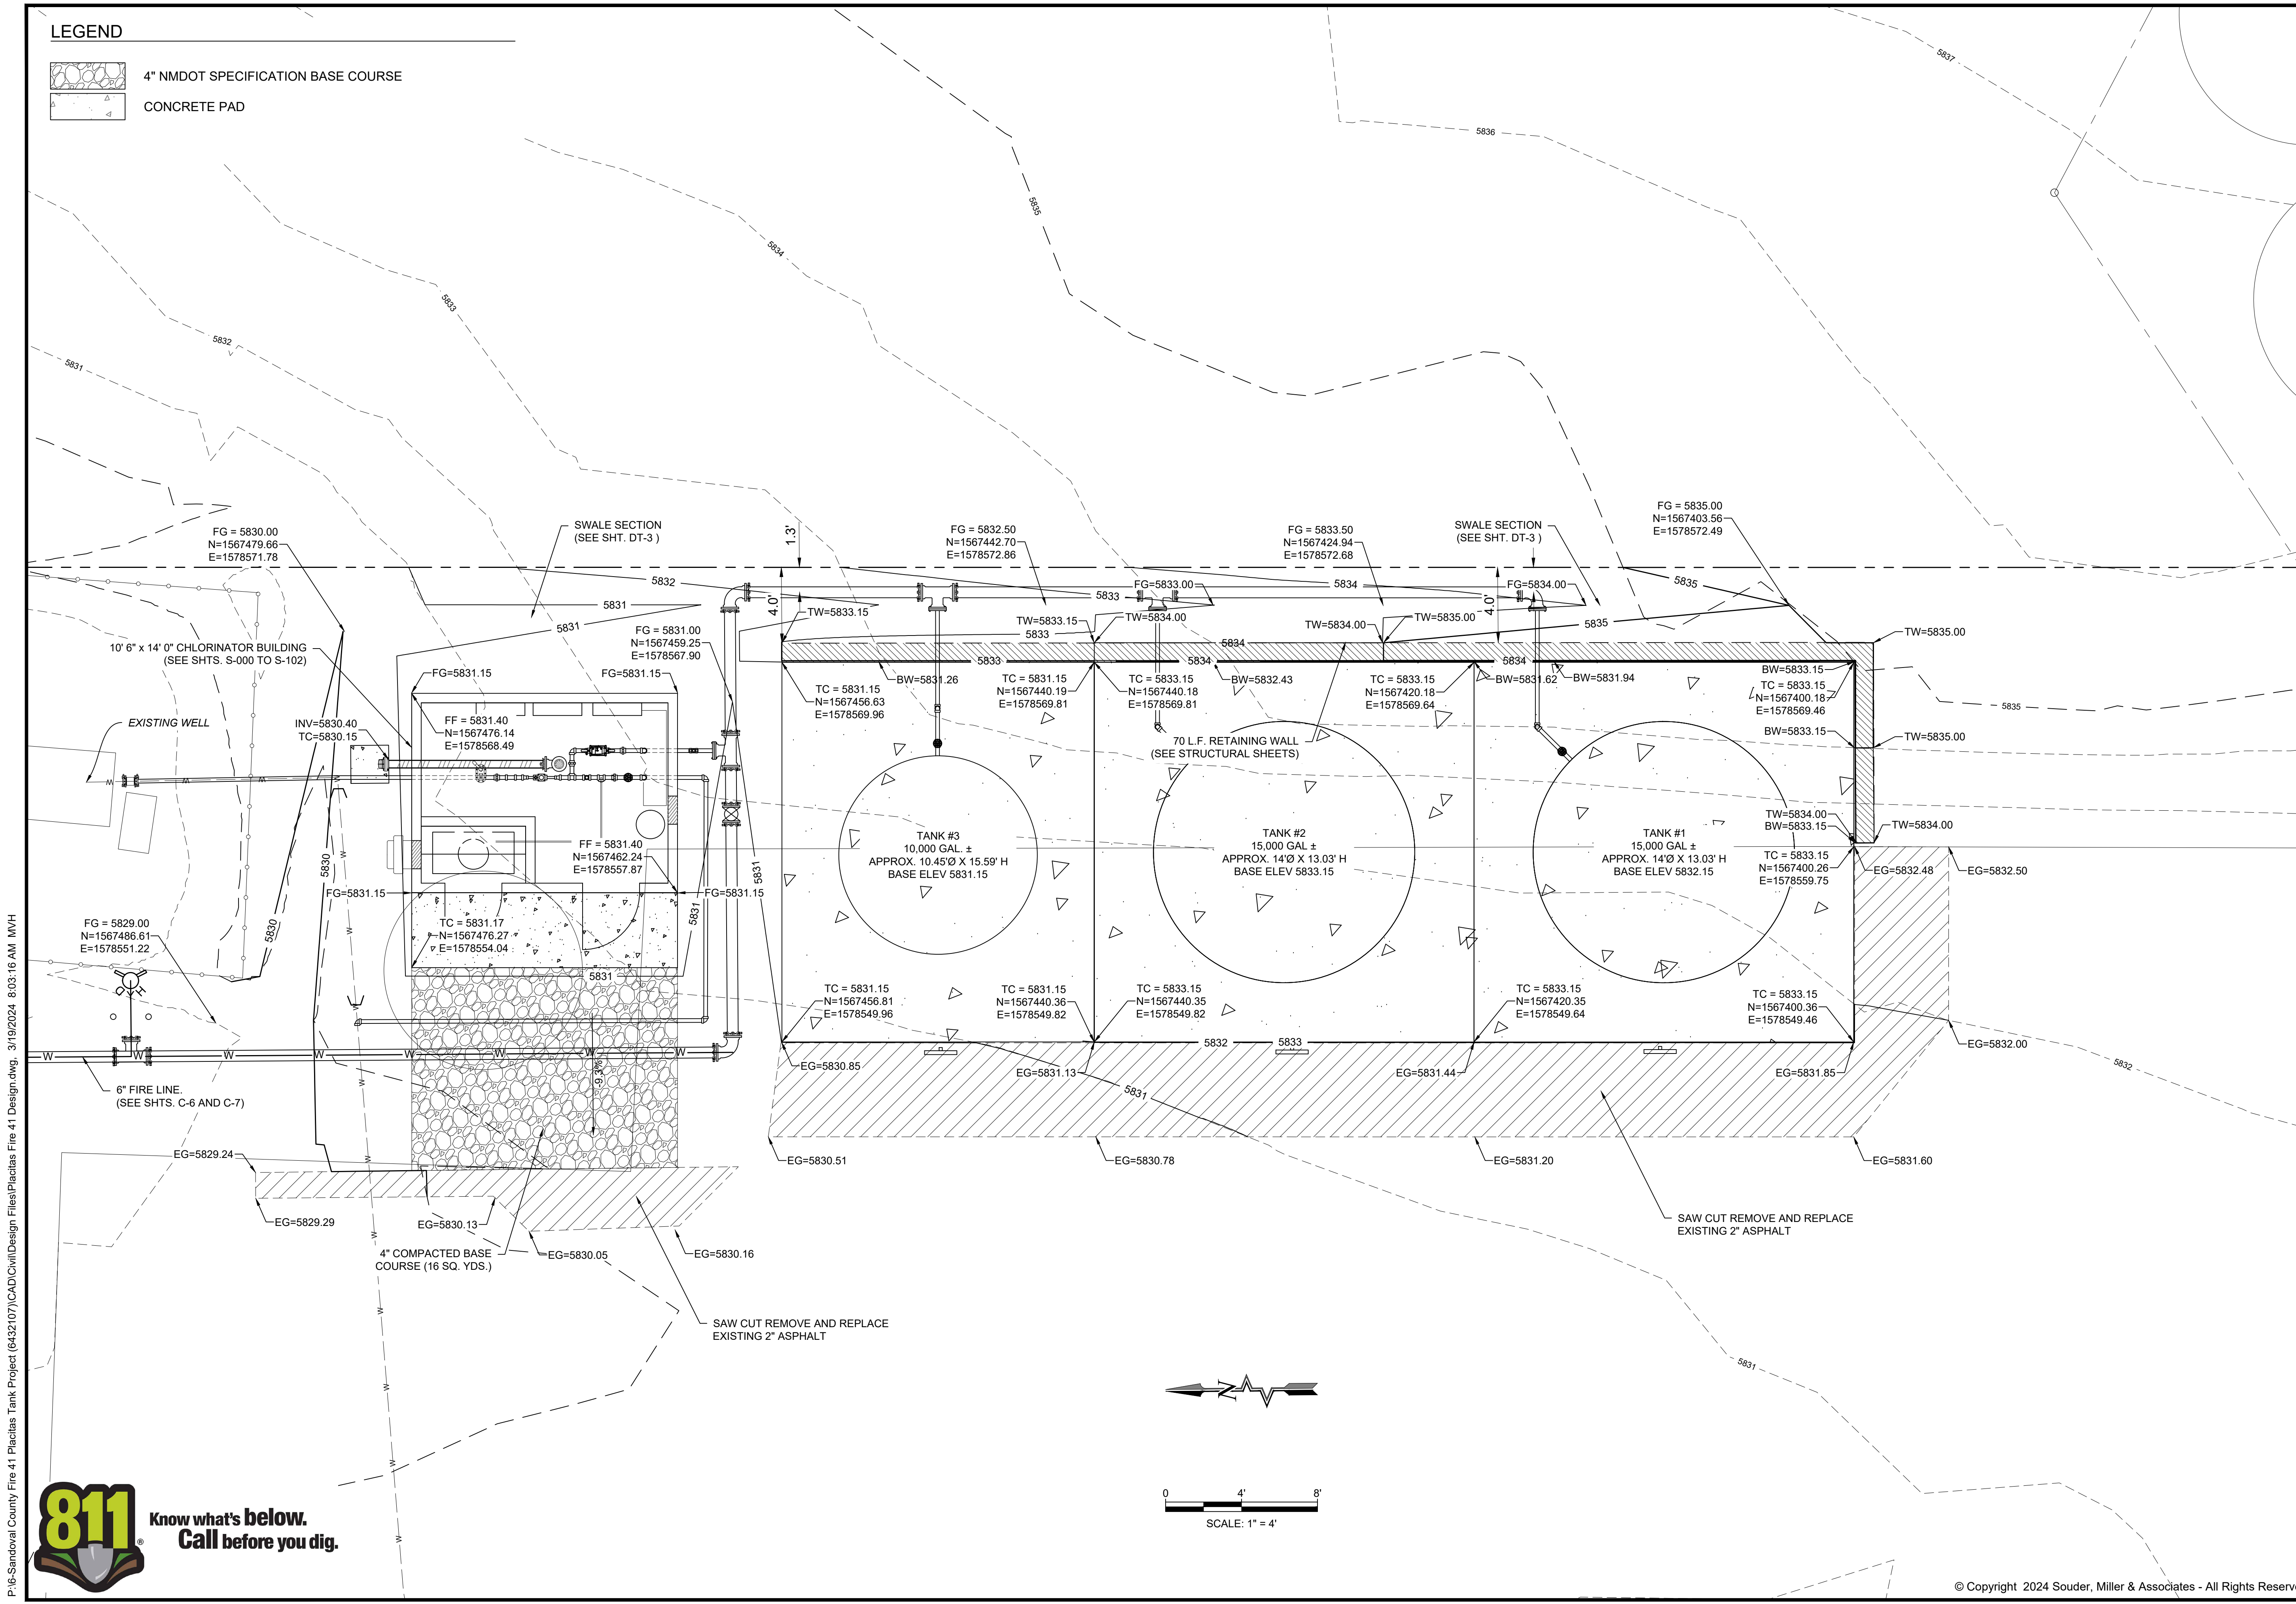 LEGEND
4" NMDOT SPECIFICATION BASE COURSE
CONCRETE PAD
5837
5836
5835
5834
5833
5832
5831
FG = 5830.00
N=1567479.66
E=1578571.78
SWALE SECTION
(SEE SHT. DT-3 )
1.3'
FG = 5832.50
N=1567442.70
E=1578572.86
FG = 5833.50
N=1567424.94
E=1578572.68
SWALE SECTION
(SEE SHT. DT-3 )
FG = 5835.00
N=1567403.56
E=1578572.49
5832
5831
5831
4.0'
5833
FG=5833.00
5834
4.0'
FG=5834.00
5835
5835
TW=5833.15
TW=5833.15
TW=5834.00
TW=5834.00
TW=5835.00
TW=5835.00
5833
5834
5833
5834
5834
FG = 5831.00
N=1567459.25
E=1578567.90
10' 6" x 14' 0" CHLORINATOR BUILDING
(SEE SHTS. S-000 TO S-102)
FG=5831.15
FG=5831.15
BW=5831.26
BW=5832.43
BW=5831.62
BW=5831.94
BW=5833.15
TC = 5831.15
N=1567456.63
E=1578569.96
TC = 5831.15
N=1567440.19
E=1578569.81
TC = 5833.15
N=1567440.18
E=1578569.81
TC = 5833.15
N=1567420.18
E=1578569.64
TC = 5833.15
N=1567400.18
E=1578569.46
5835
EXISTING WELL
INV=5830.40
TC=5830.15
FF = 5831.40
N=1567476.14
E=1578568.49
70 L.F. RETAINING WALL
(SEE STRUCTURAL SHEETS)
BW=5833.15
TW=5835.00
W
W
W
W
FF = 5831.40
N=1567462.24
E=1578557.87
TANK #3
10,000 GAL. ±
APPROX. 10.45'Ø X 15.59' H
BASE ELEV 5831.15
TANK #2
15,000 GAL ±
APPROX. 14'Ø X 13.03' H
BASE ELEV 5833.15
TANK #1
15,000 GAL ±
APPROX. 14'Ø X 13.03' H
BASE ELEV 5832.15
TW=5834.00
BW=5833.15
TW=5834.00
TC = 5833.15
N=1567400.26
E=1578559.75
EG=5832.48
EG=5832.50
5830
5830
FG=5831.15
FG=5831.15
5831
5831
5831
FG = 5829.00
N=1567486.61
E=1578551.22
TC = 5831.17
N=1567476.27
E=1578554.04
TC = 5831.15
N=1567456.81
E=1578549.96
TC = 5831.15
N=1567440.36
E=1578549.82
TC = 5833.15
N=1567440.35
E=1578549.82
TC = 5833.15
N=1567420.35
E=1578549.64
TC = 5833.15
N=1567400.36
E=1578549.46
W W W W W W W W
-9.3%
5832
5833
EG=5832.00
5832
EG=5830.85
EG=5831.13
5831
EG=5831.44
EG=5831.85
6" FIRE LINE.
(SEE SHTS. C-6 AND C-7)
EG=5829.24
EG=5830.51
EG=5830.78
EG=5831.20
EG=5831.60
EG=5829.29
EG=5830.13
EG=5830.05
EG=5830.16
4" COMPACTED BASE
COURSE (16 SQ. YDS.)
SAW CUT REMOVE AND REPLACE
EXISTING 2" ASPHALT
SAW CUT REMOVE AND REPLACE
EXISTING 2" ASPHALT
5831
N
0 4' 8'
SCALE: 1" = 4'
811
®
Know what's below.
Call before you dig.
© Copyright 2024 Souder, Miller & Associates - All Rights Reserve
P:\6-Sandoval County Fire 41 Placitas Tank Project (6432107)\CAD\Civil\Design Files\Placitas Fire 41 Design.dwg, 3/19/2024 8:03:16 AM MVH